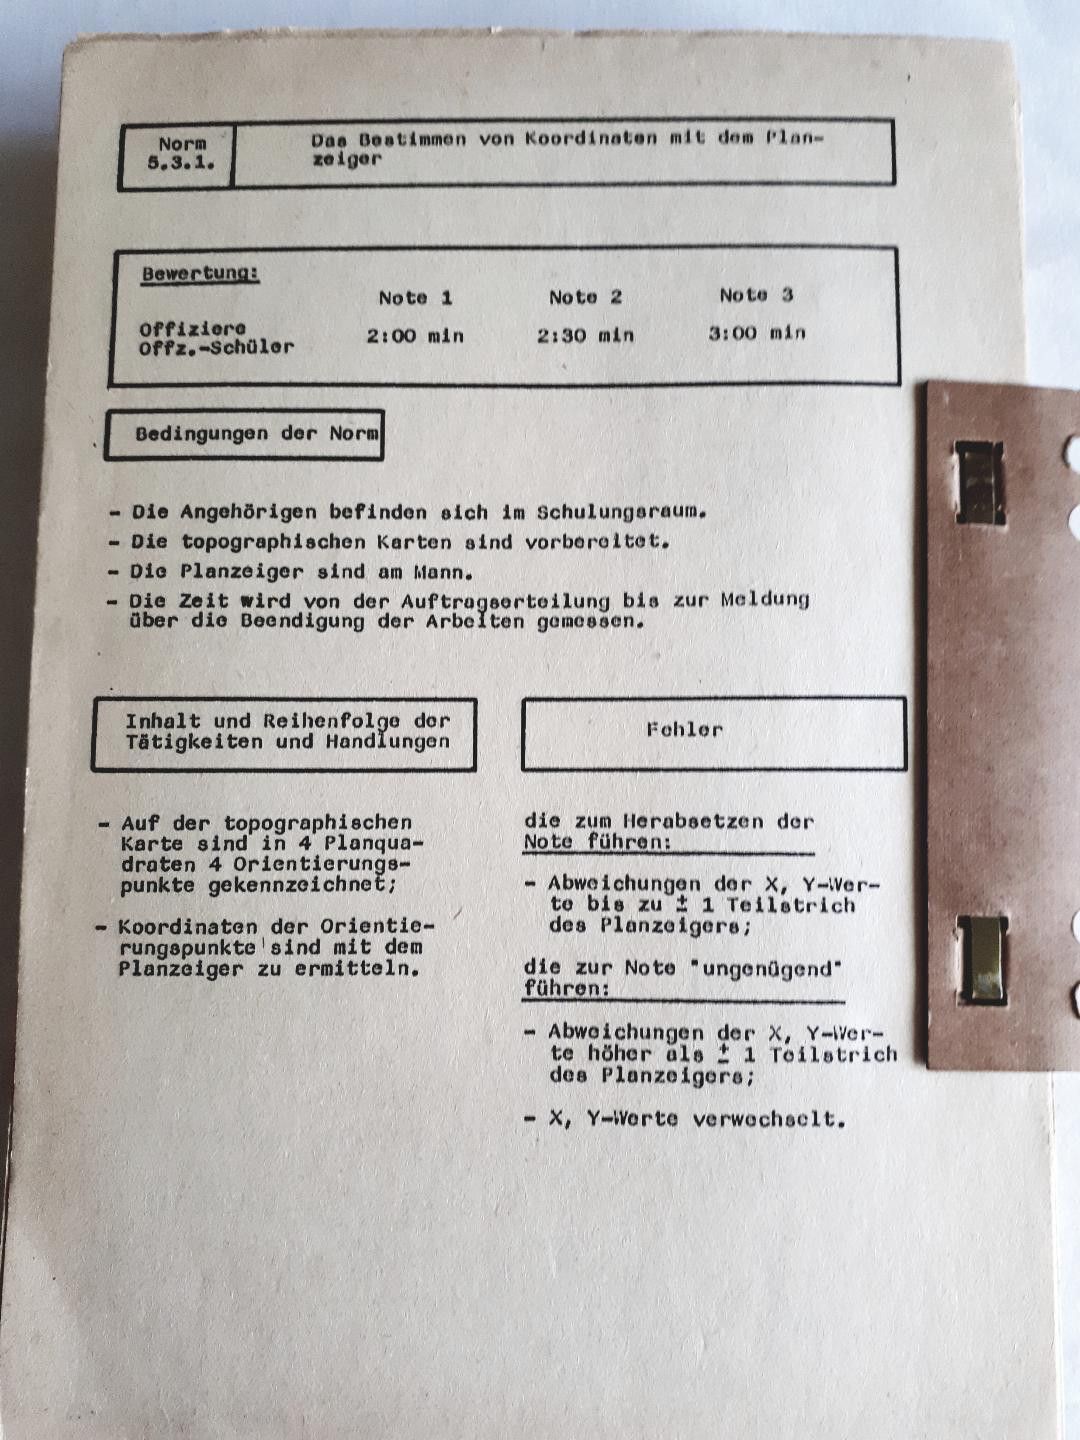 Norm
5.3.1.
Das Bestimmen von Koordinaten mit dem Plan-
zeiger
Bewertung:
Note 1 Note 2 Note 3
Offiziere
Offz.-Schüler
2:00 min 2:30 min 3:00 min
Bedingungen der Norm
- Die Angehörigen befinden sich im Schulungsraum.
- Die topographischen Karten sind vorbereitet.
- Die Planzeiger sind am Mann.
- Die Zeit wird von der Auftragserteilung bis zur Meldung
über die Beendigung der Arbeiten gemessen.
Inhalt und Reihenfolge der
Tätigkeiten und Handlungen
- Auf der topographischen
Karte sind in 4 Planqua-
draten 4 Orientierungs-
punkte gekennzeichnet;
- Koordinaten der Orientie-
rungspunkte sind mit dem
Planzeiger zu ermitteln.
Fehler
die zum Herabsetzen der
Note führen:
- Abweichungen der X, Y-Wer-
te bis zu ± 1 Teilstrich
des Planzeigers;
die zur Note "ungenügend"
führen:
- Abweichungen der X, Y-Wer-
te höher als ± 1 Teilstrich
des Planzeigers;
- X, Y-Werte verwechselt.